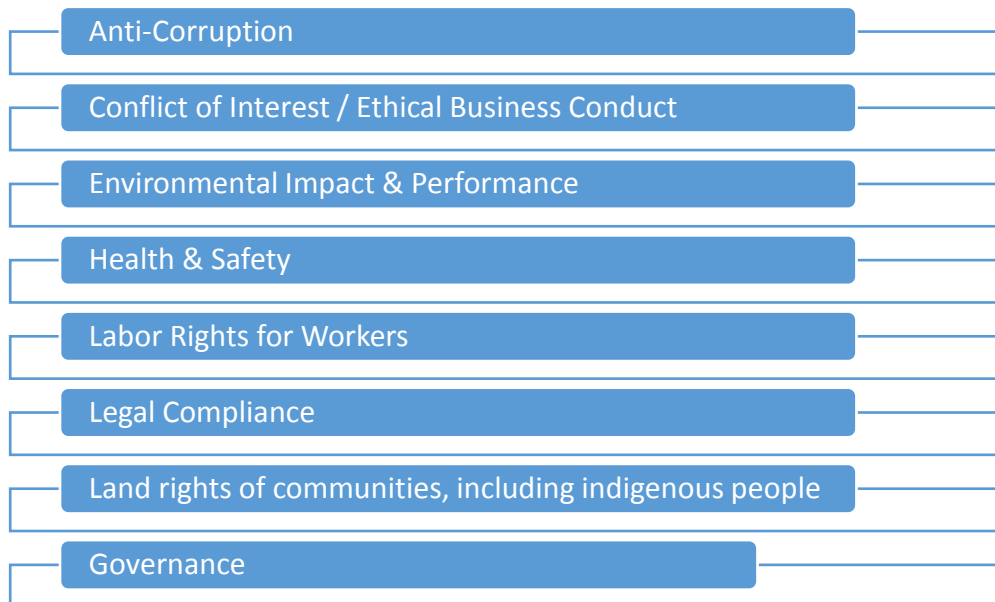 Anti-Corruption
Conflict of Interest / Ethical Business Conduct
Environmental Impact & Performance
Health & Safety
Labor Rights for Workers
Legal Compliance
Land rights of communities, including indigenous people
Governance